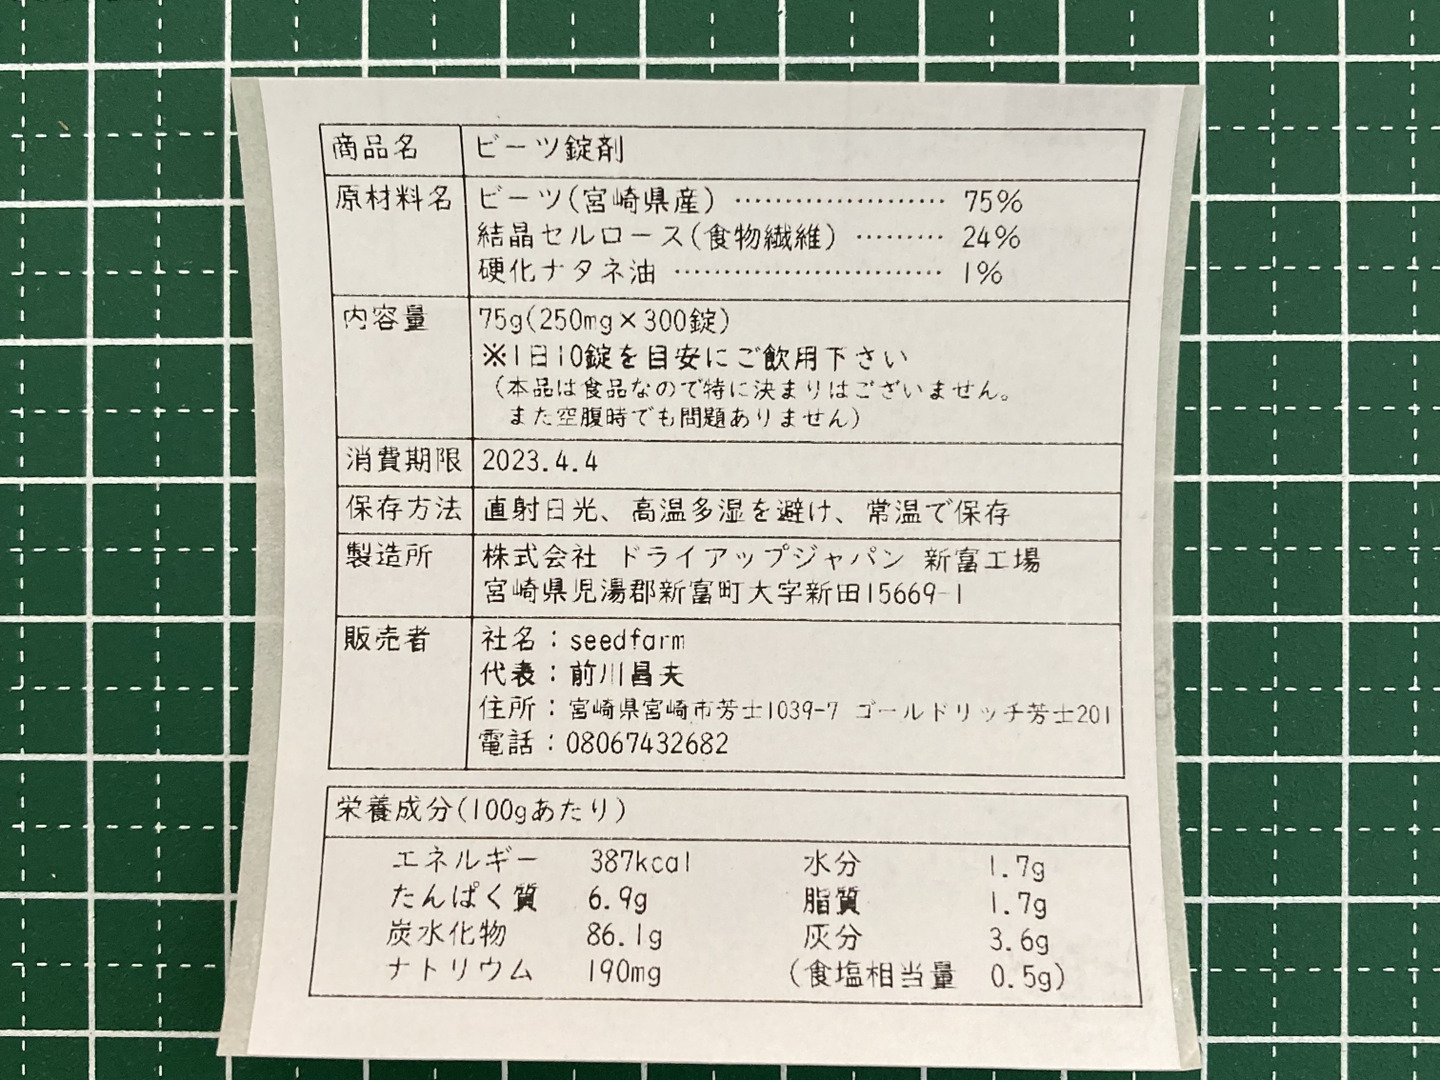 商品名 ビーツ錠剤
原材料名 ビーツ(宮崎県産) ………………… 75%
結晶セルロース(食物繊維) ……… 24%
硬化ナタネ油 ……………………… 1%
内容量 75g(250mg×300錠)
※1日10錠を目安にご飲用下さい
(本品は食品なので特に決まりはございません。
また空腹時でも問題ありません)
消費期限 2023.4.4
保存方法 直射日光、高温多湿を避け、常温で保存
製造所 株式会社 ドライアップジャパン 新富工場
宮崎県児湯郡新富町大字新田15669-1
販売者 社名：seedfarm
代表：前川昌夫
住所：宮崎県宮崎市芳士1039-7 ゴールドリッチ芳士201
電話：08067432682
栄養成分(100gあたり)
エネルギー 387kcal 水分 1.7g
たんぱく質 6.9g 脂質 1.7g
炭水化物 86.1g 灰分 3.6g
ナトリウム 190mg (食塩相当量 0.5g)